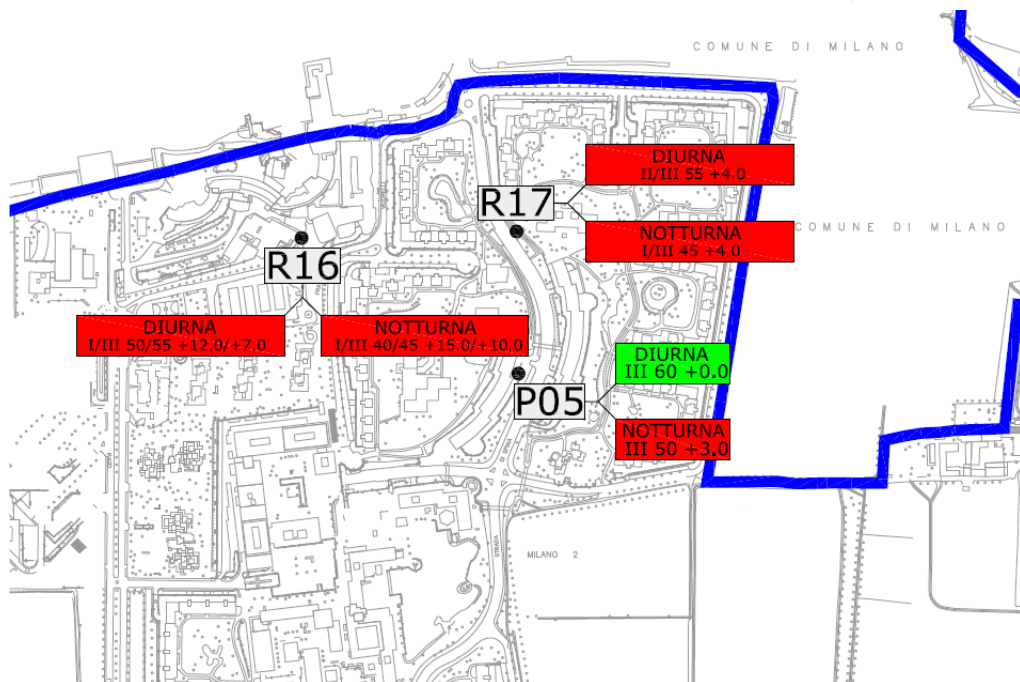 COMUNE DI MILANO
DIURNA
II/III 55 +4.0
R17
NOTTURNA
I/III 45 +4.0
COMUNE DI MILANO
R16
DIURNA
I/III 50/55 +12.0/+7.0
NOTTURNA
I/III 40/45 +15.0/+10.0
DIURNA
III 60 +0.0
P05
NOTTURNA
III 50 +3.0
STRADA
MILANO 2